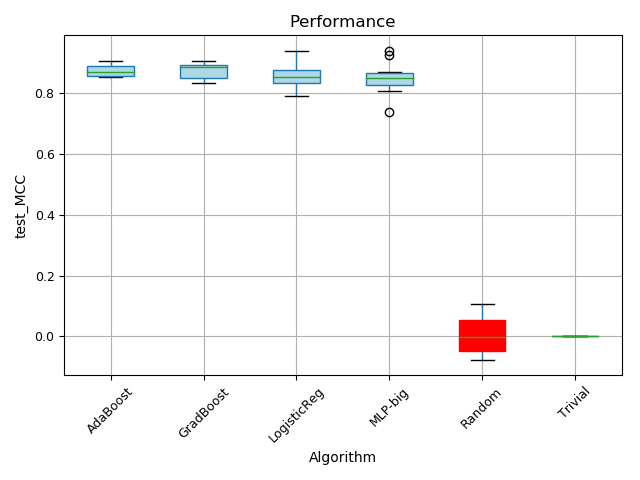 Performance
test_MCC
0.8
0.6
0.4
0.2
0.0
AdaBoost
GradBoost
LogisticReg
MLP-big
Random
Trivial
Algorithm